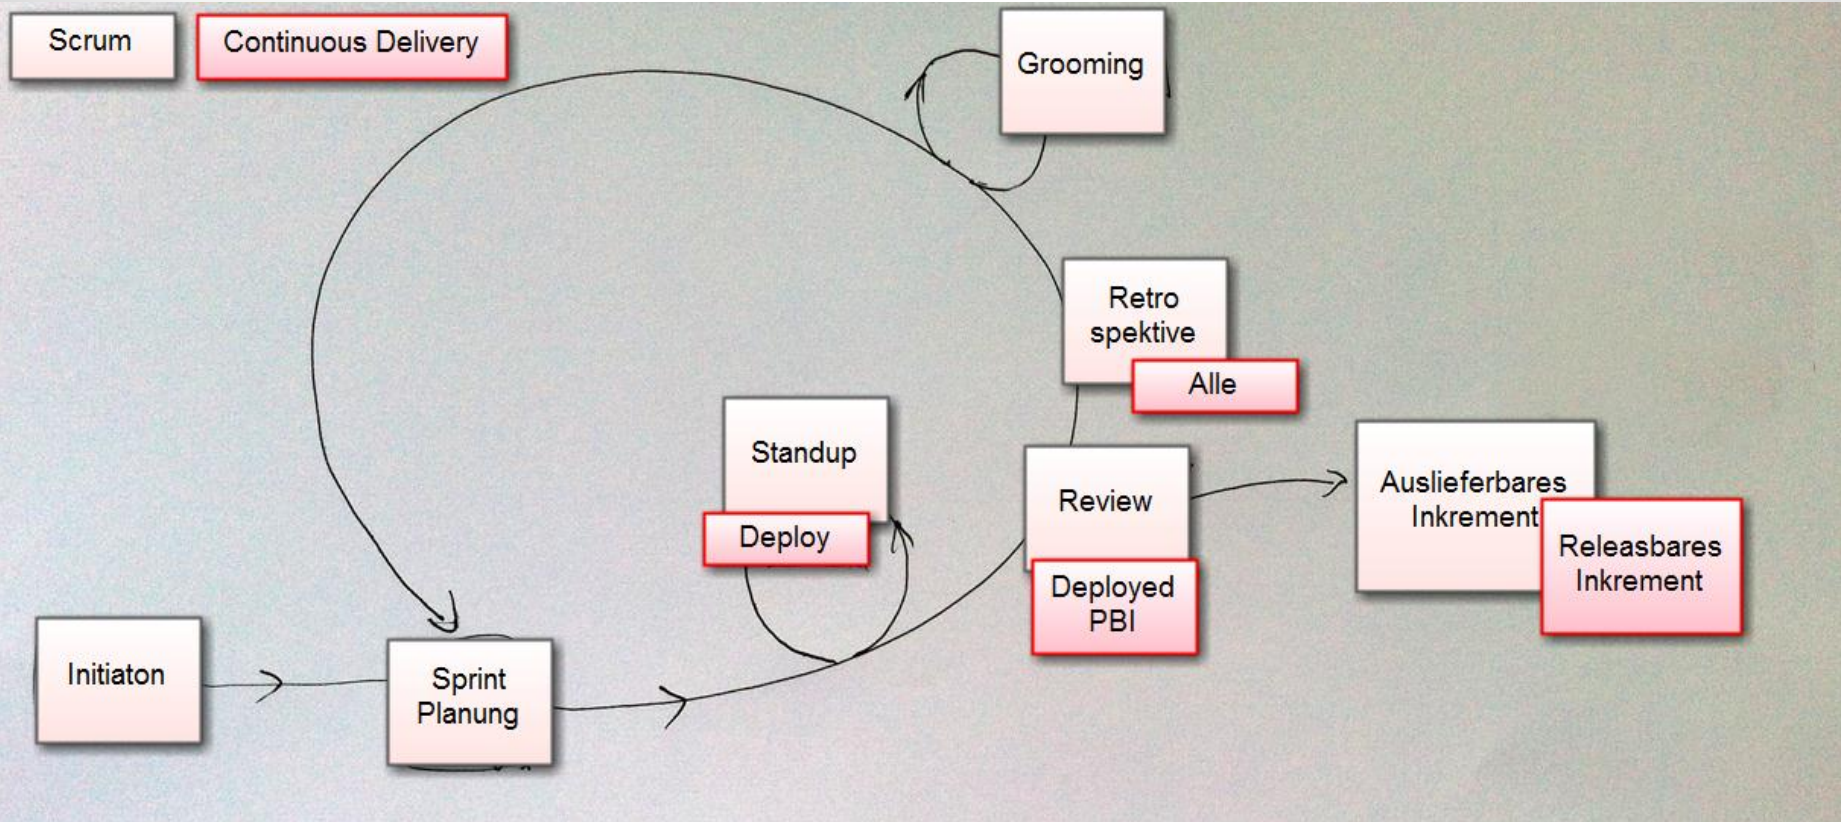 Scrum
Continuous Delivery
Grooming
Retro
spektive
Alle
Standup
Deploy
Review
Deployed
PBI
Auslieferbares
Inkrement
Releasbares
Inkrement
Initiaton
Sprint
Planung